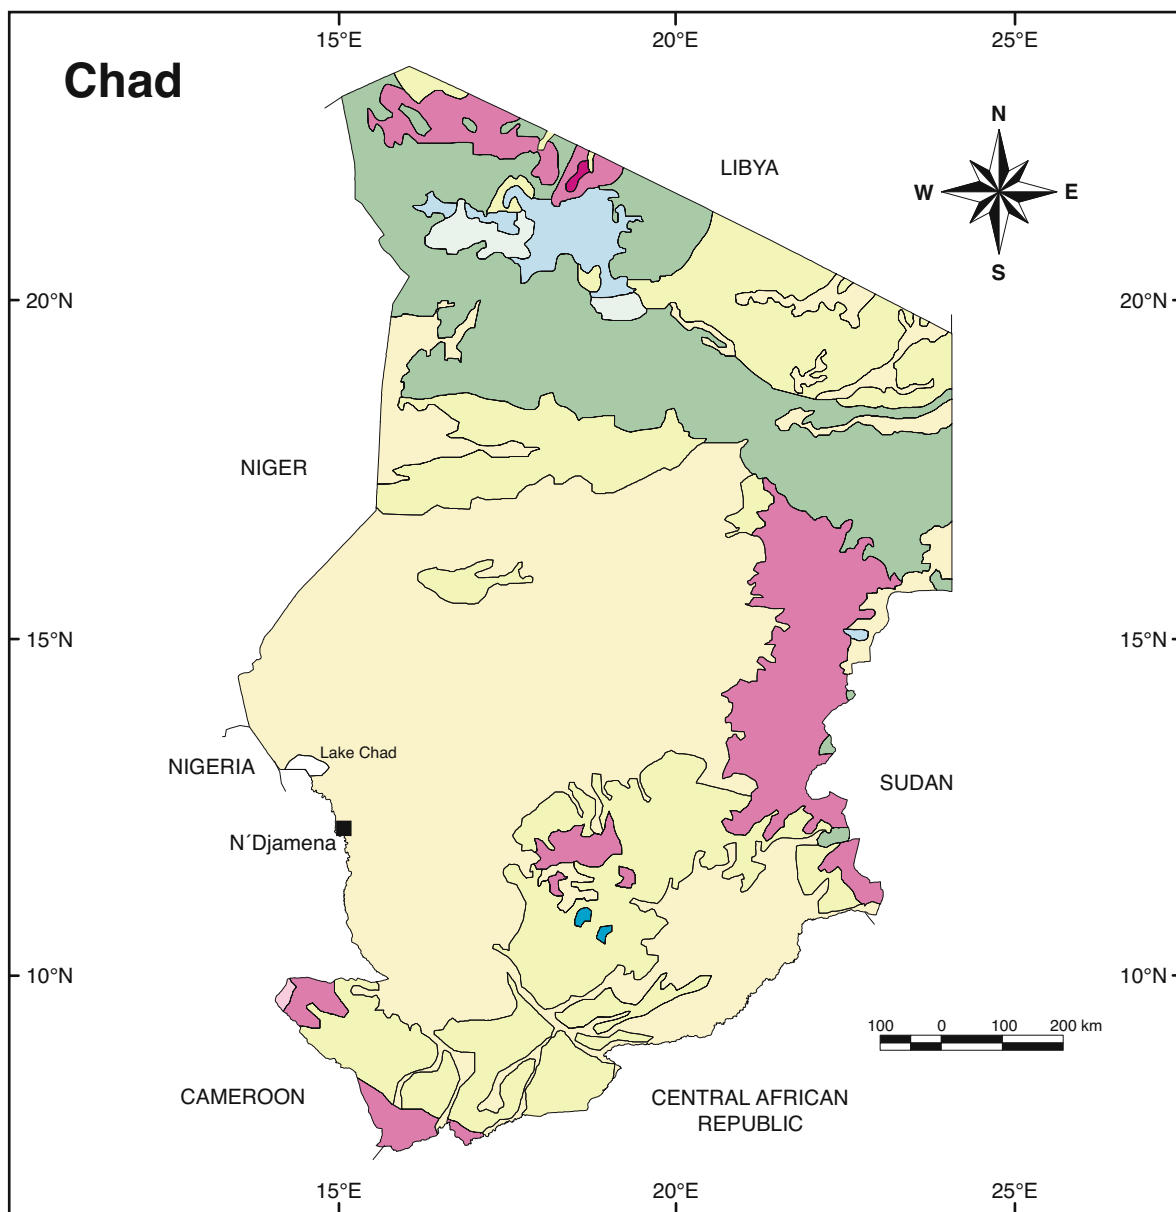 15°E 20°E 25°E
Chad
N
LIBYA
W E
S
20°N 20°N
NIGER
15°N 15°N
Lake Chad
NIGERIA
SUDAN
N´Djamena
10°N 10°N
100 0 100 200 km
CAMEROON
CENTRAL AFRICAN
REPUBLIC
15°E 20°E 25°E